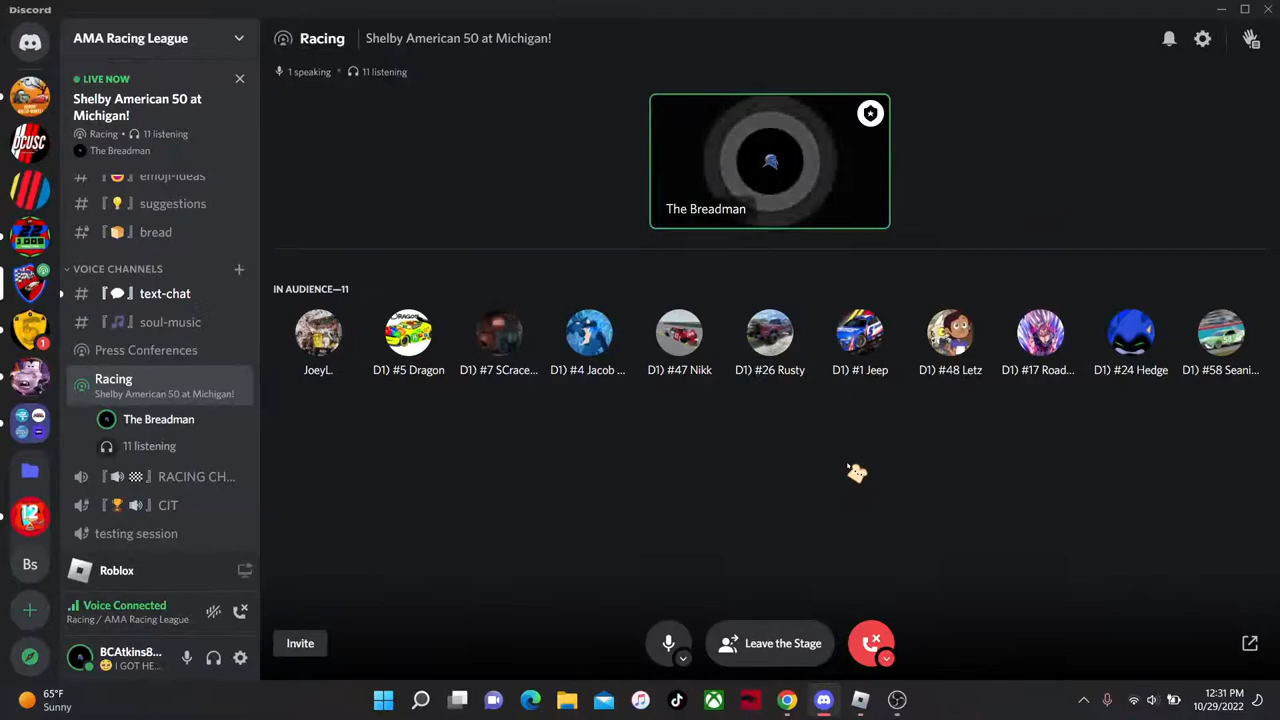 Discord
AMA Racing League
LIVE NOW
Shelby American 50 at
Michigan!
Racing • 11 listening
The Breadman
emoji-ideas
suggestions
bread
VOICE CHANNELS
text-chat
soul-music
Press Conferences
Racing
Shelby American 50 at Michigan!
The Breadman
11 listening
RACING CH...
CIT
testing session
Bs
Roblox
Voice Connected
Racing / AMA Racing League
BCAtkins8...
I GOT HE...
Racing
Shelby American 50 at Michigan!
1 speaking • 11 listening
The Breadman
IN AUDIENCE—11
JoeyL.
D1) #5 Dragon
D1) #7 SCrace...
D1) #4 Jacob ...
D1) #47 Nikk
D1) #26 Rusty
D1) #1 Jeep
D1) #48 Letz
D1) #17 Road...
D1) #24 Hedge
D1) #58 Seani...
Invite
Leave the Stage
65°F
Sunny
12:31 PM
10/29/2022